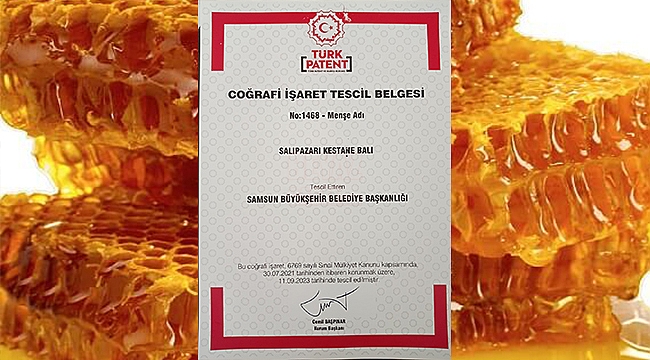 TÜRK
PATENT
COĞRAFİ İŞARET TESCİL BELGESİ
No:1468 - Menşe Adı
SALIPAZARI KESTANE BALI
Tescil Ettiren
SAMSUN BÜYÜKŞEHİR BELEDİYE BAŞKANLIĞI
Bu coğrafi işaret, 6769 sayılı Sınai Mülkiyet Kanunu kapsamında,
30.07.2021 tarihinden itibaren korunmak üzere,
11.09.2023 tarihinde tescil edilmiştir.
Cemil BAŞPINAR
Kurum Başkanı